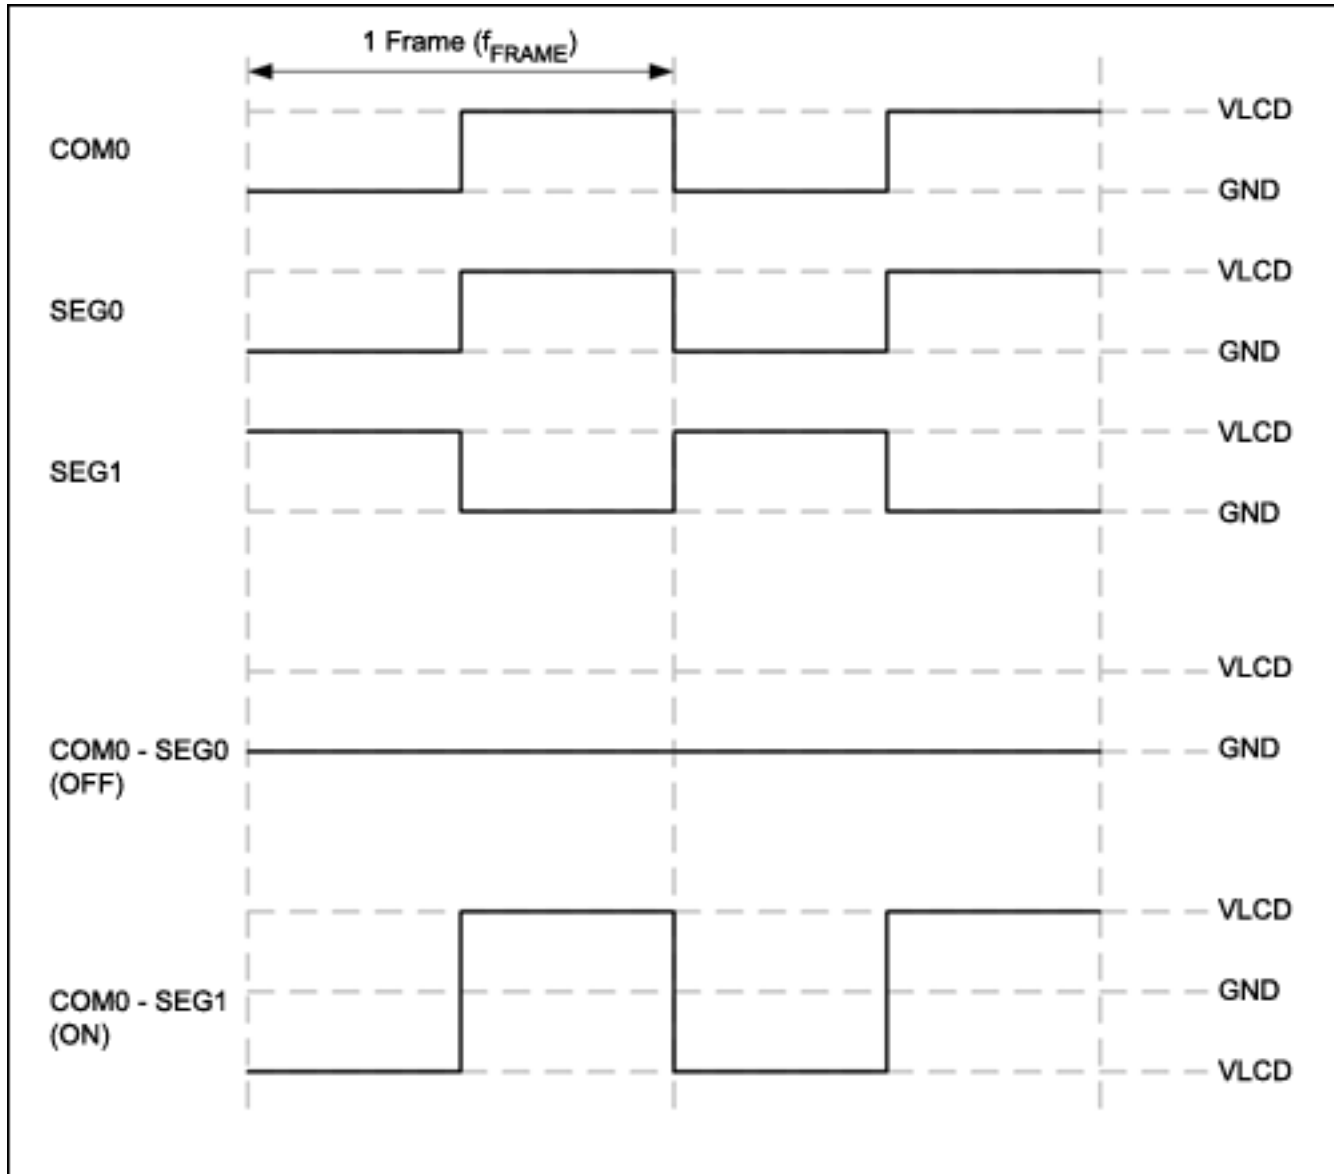 1 Frame (fFRAME)
VLCD
COM0
GND
VLCD
SEG0
GND
VLCD
SEG1
GND
VLCD
COM0 - SEG0
(OFF)
GND
VLCD
COM0 - SEG1
(ON)
GND
VLCD